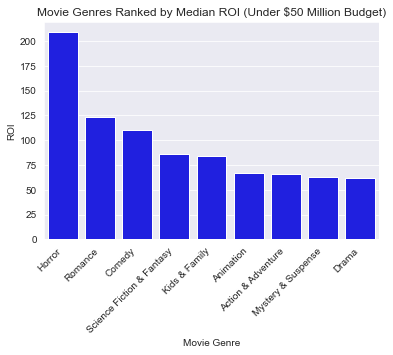 Movie Genres Ranked by Median ROI (Under $50 Million Budget)
200
175
150
125
100
75
50
25
0
ROI
Horror
Romance
Comedy
Science Fiction & Fantasy
Kids & Family
Animation
Action & Adventure
Mystery & Suspense
Drama
Movie Genre